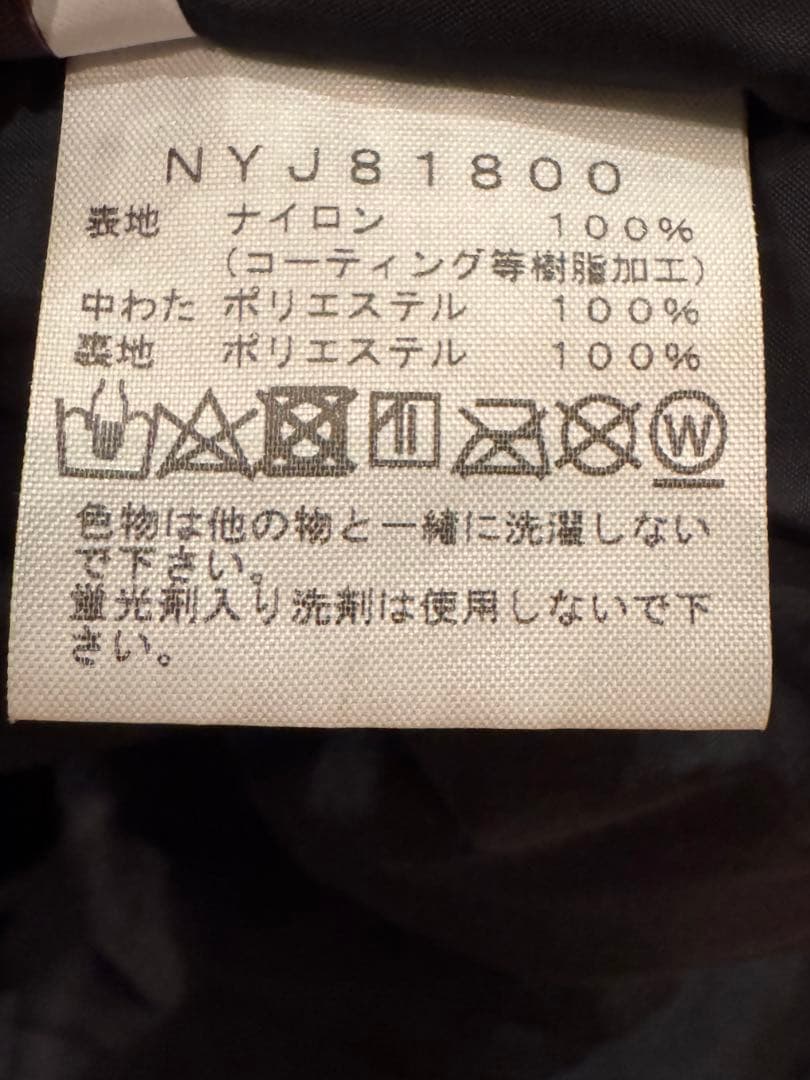 NYJ81800
表地 ナイロン 100%
(コーティング等樹脂加工)
中わた ポリエステル 100%
裏地 ポリエステル 100%
W
色物は他の物と一緒に洗濯しない
で下さい。
蛍光剤入り洗剤は使用しないで下
さい。